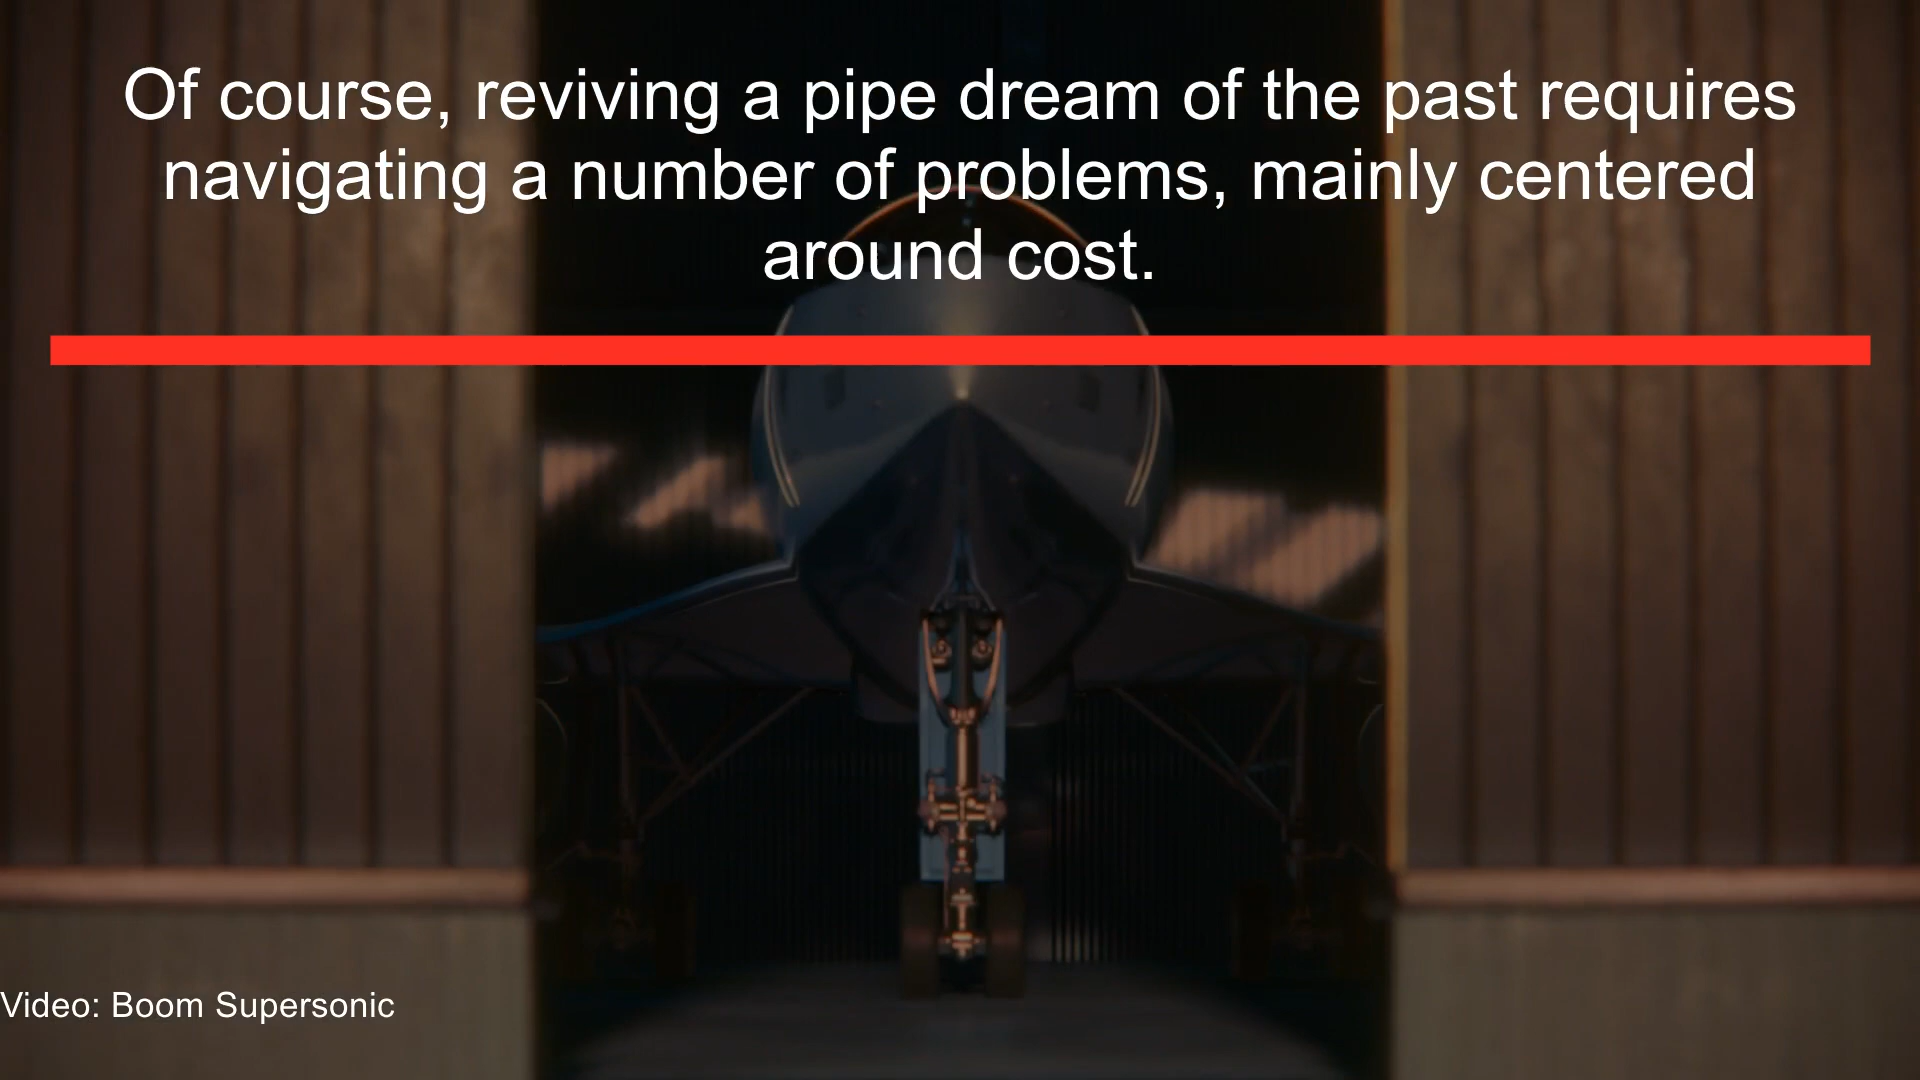 Of course, reviving a pipe dream of the past requires
navigating a number of problems, mainly centered
around cost.
Video: Boom Supersonic